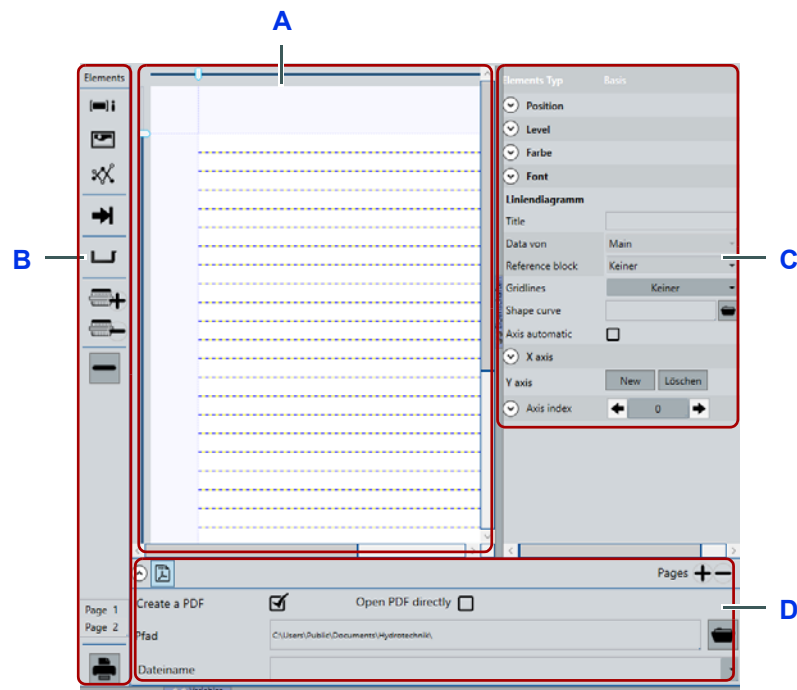 A
Elements
Elements Typ Basis
Position
Level
Farbe
Font
Liniendiagramm
Title
B
Data von Main
C
Reference block Keiner
Gridlines Keiner
Shape curve
Axis automatic
X axis
Y axis New Löschen
Axis index 0
Pages
Create a PDF Open PDF directly
D
Page 1
Page 2
Pfad C:\Users\Public\Documents\Hydrotechnik\
Dateiname
Variables